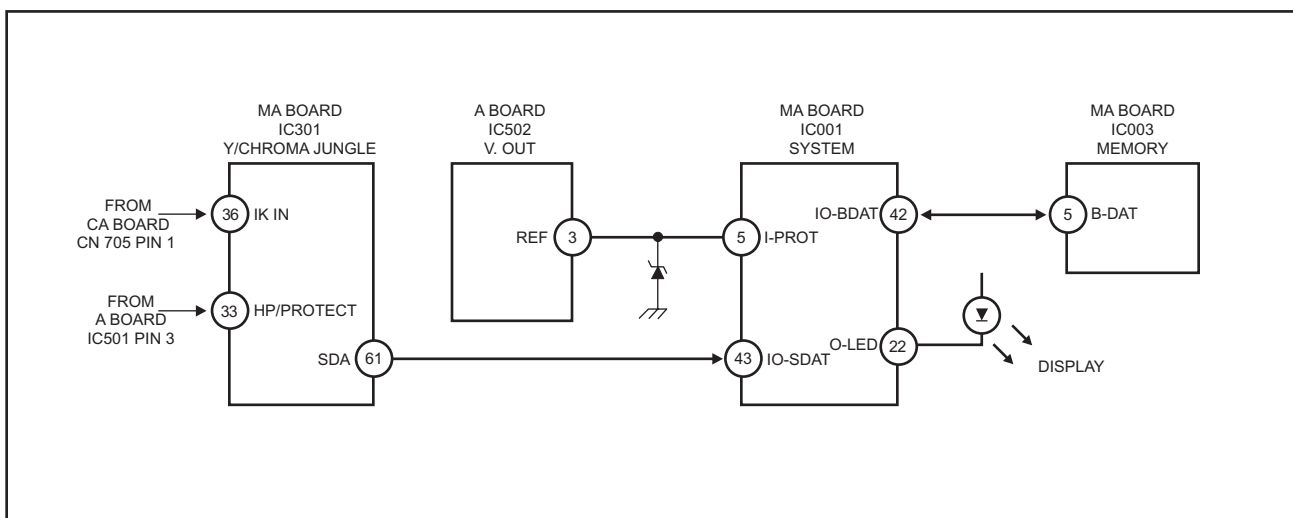 MA BOARD
IC301
Y/CHROMA JUNGLE
A BOARD
IC502
V. OUT
MA BOARD
IC001
SYSTEM
MA BOARD
IC003
MEMORY
FROM
CA BOARD
CN 705 PIN 1
36 IK IN
FROM
A BOARD
IC501 PIN 3
33 HP/PROTECT
SDA 61
REF 3
5 I-PROT
43 IO-SDAT
IO-BDAT 42
O-LED 22
5 B-DAT
DISPLAY